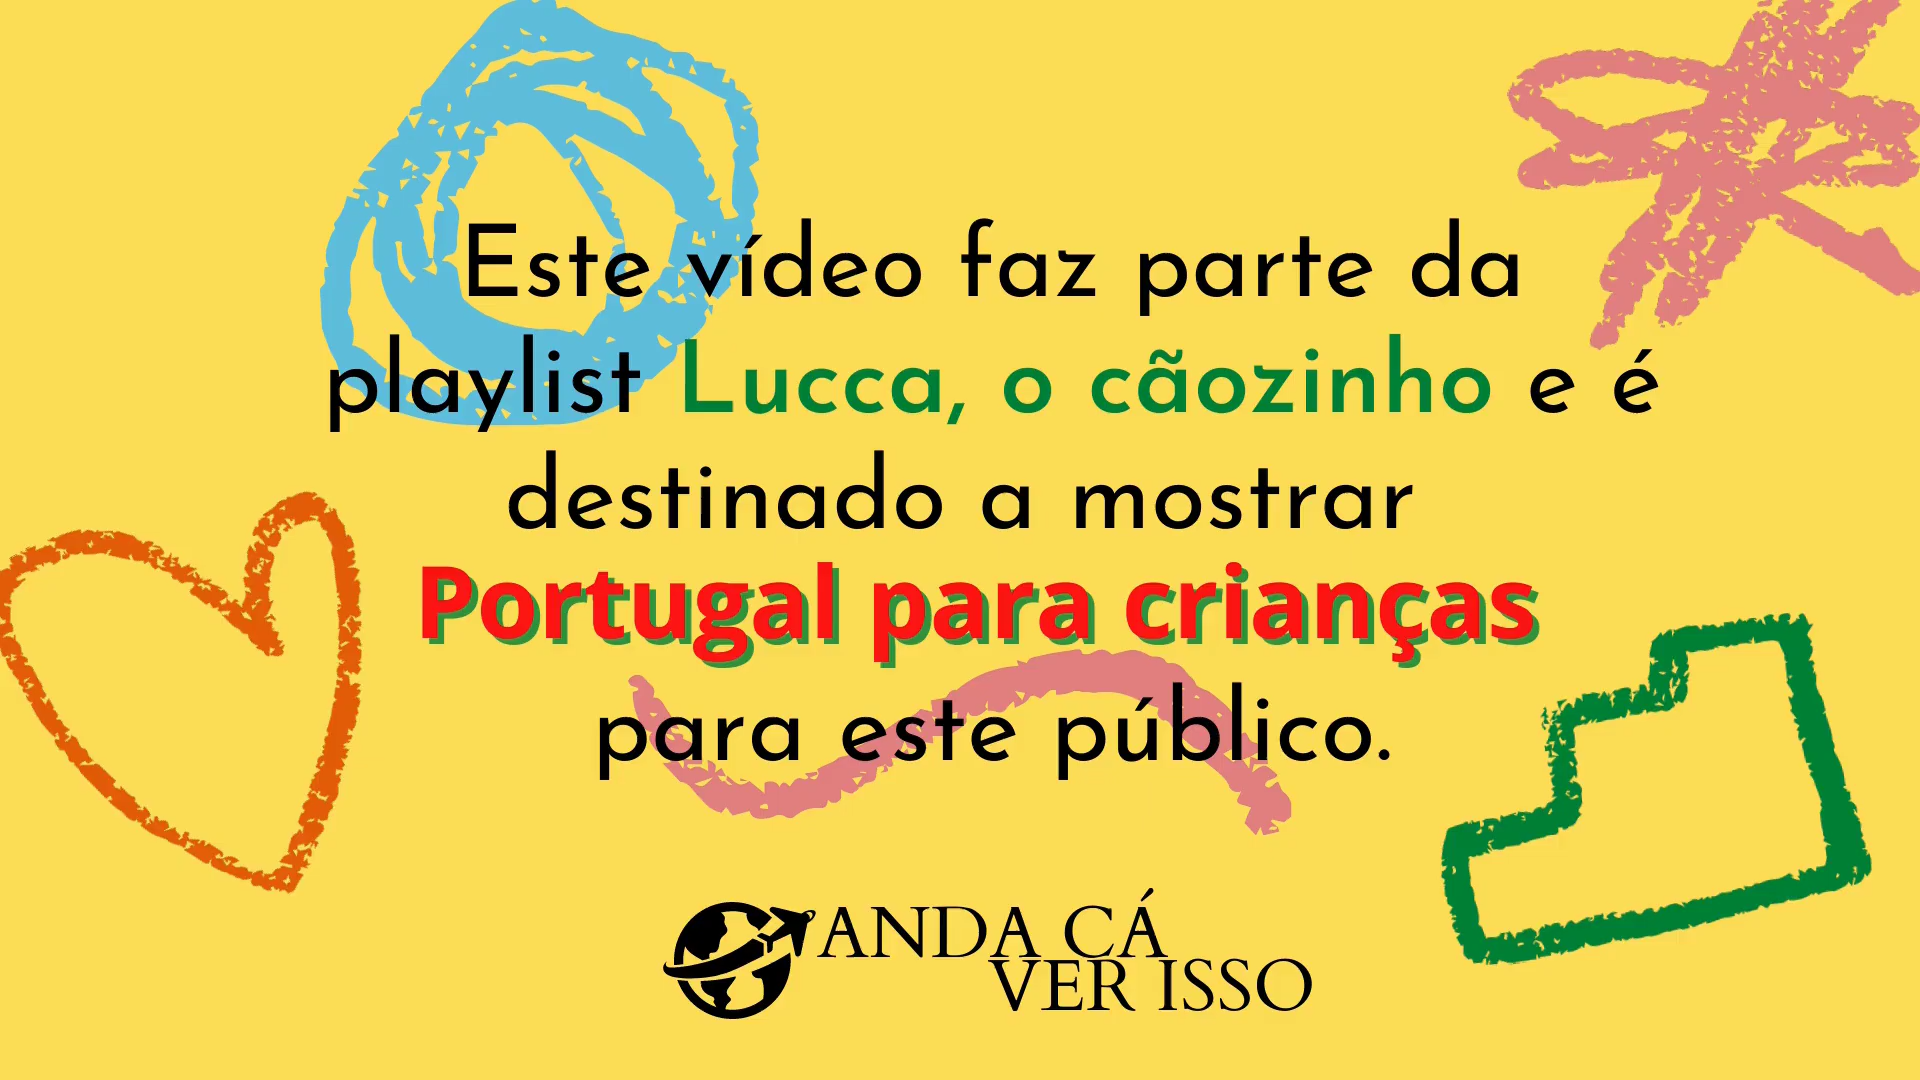 Este vídeo faz parte da
playlist Lucca, o cãozinho e é
destinado a mostrar
Portugal para crianças
para este público.
ANDA CÁ
VER ISSO